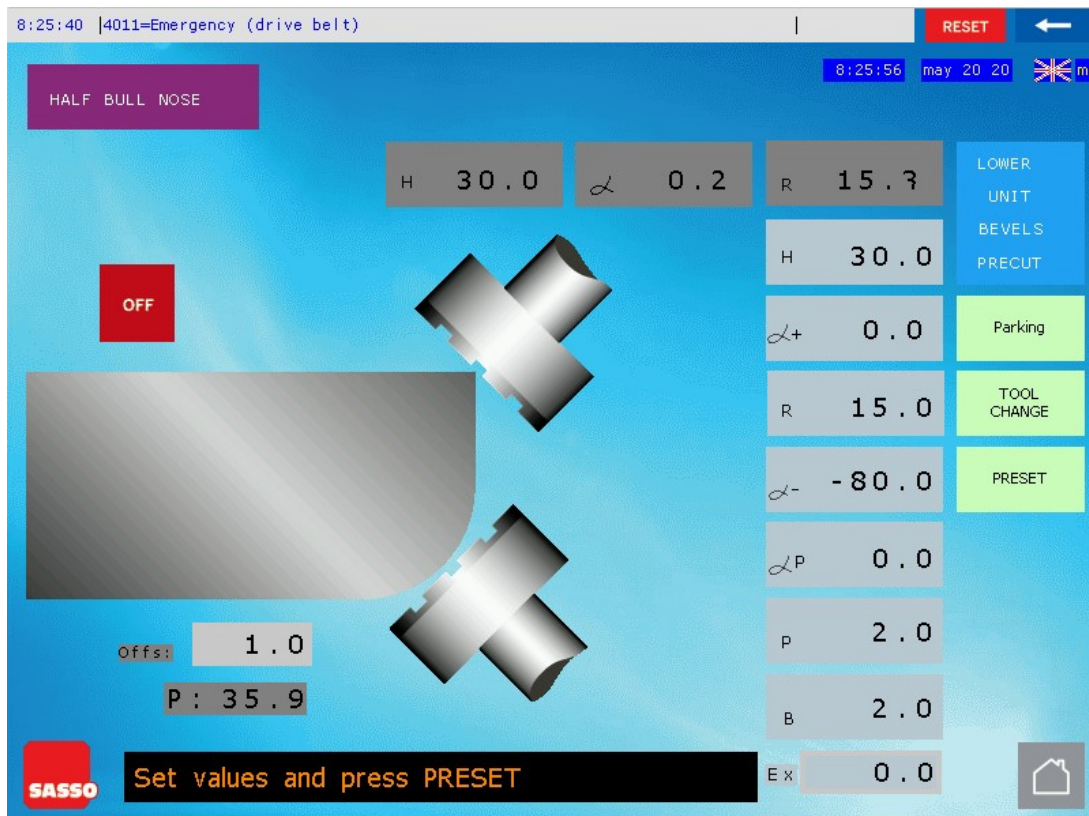 8:25:40 |4011=Emergency (drive belt)
RESET
8:25:56 may 20 20 m
HALF BULL NOSE
H 30.0
⍺ 0.2
R 15.3
LOWER
UNIT
BEVELS
PRECUT
H 30.0
OFF
⍺+ 0.0
Parking
R 15.0
TOOL
CHANGE
⍺- -80.0
PRESET
⍺P 0.0
Offs: 1.0
P 2.0
P: 35.9
B 2.0
SASSO
Set values and press PRESET
Ex 0.0